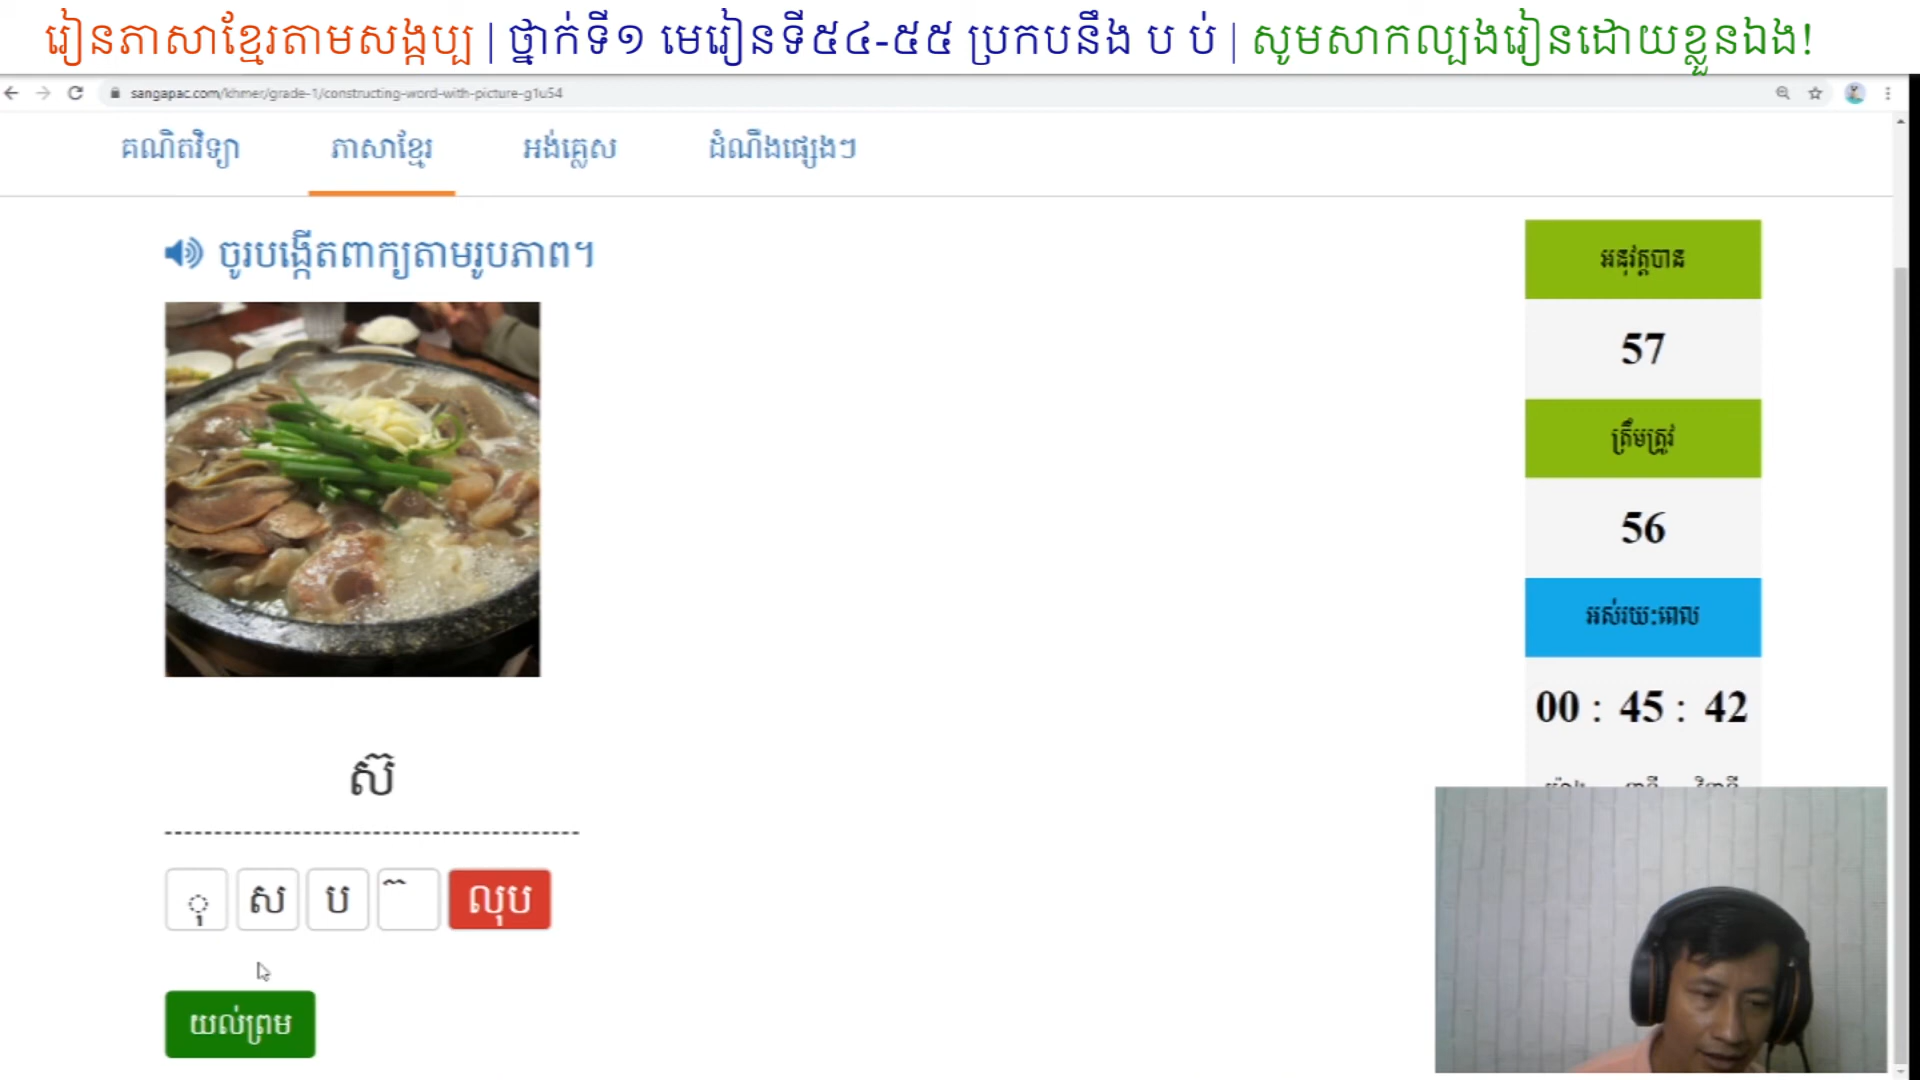 រៀនភាសាខ្មែរតាមសង្កប្ប | ថ្នាក់ទី១ មេរៀនទី៥៤-៥៥ ប្រកបនឹង ប ប់ | សូមសាកល្បងរៀនដោយខ្លួនឯង!
sangapac.com/khmer/grade-1/constructing-word-with-picture-g1u54
គណិតវិទ្យា ភាសាខ្មែរ អង់គ្លេស ដំណឹងផ្សេងៗ
ចូរបង្កើតពាក្យតាមរូបភាព។
អនុវត្តបាន
57
ត្រឹមត្រូវ
56
អស់រយៈពេល
00 : 45 : 42
ស៊
ុ ស ប ៊ លុប
យល់ព្រម